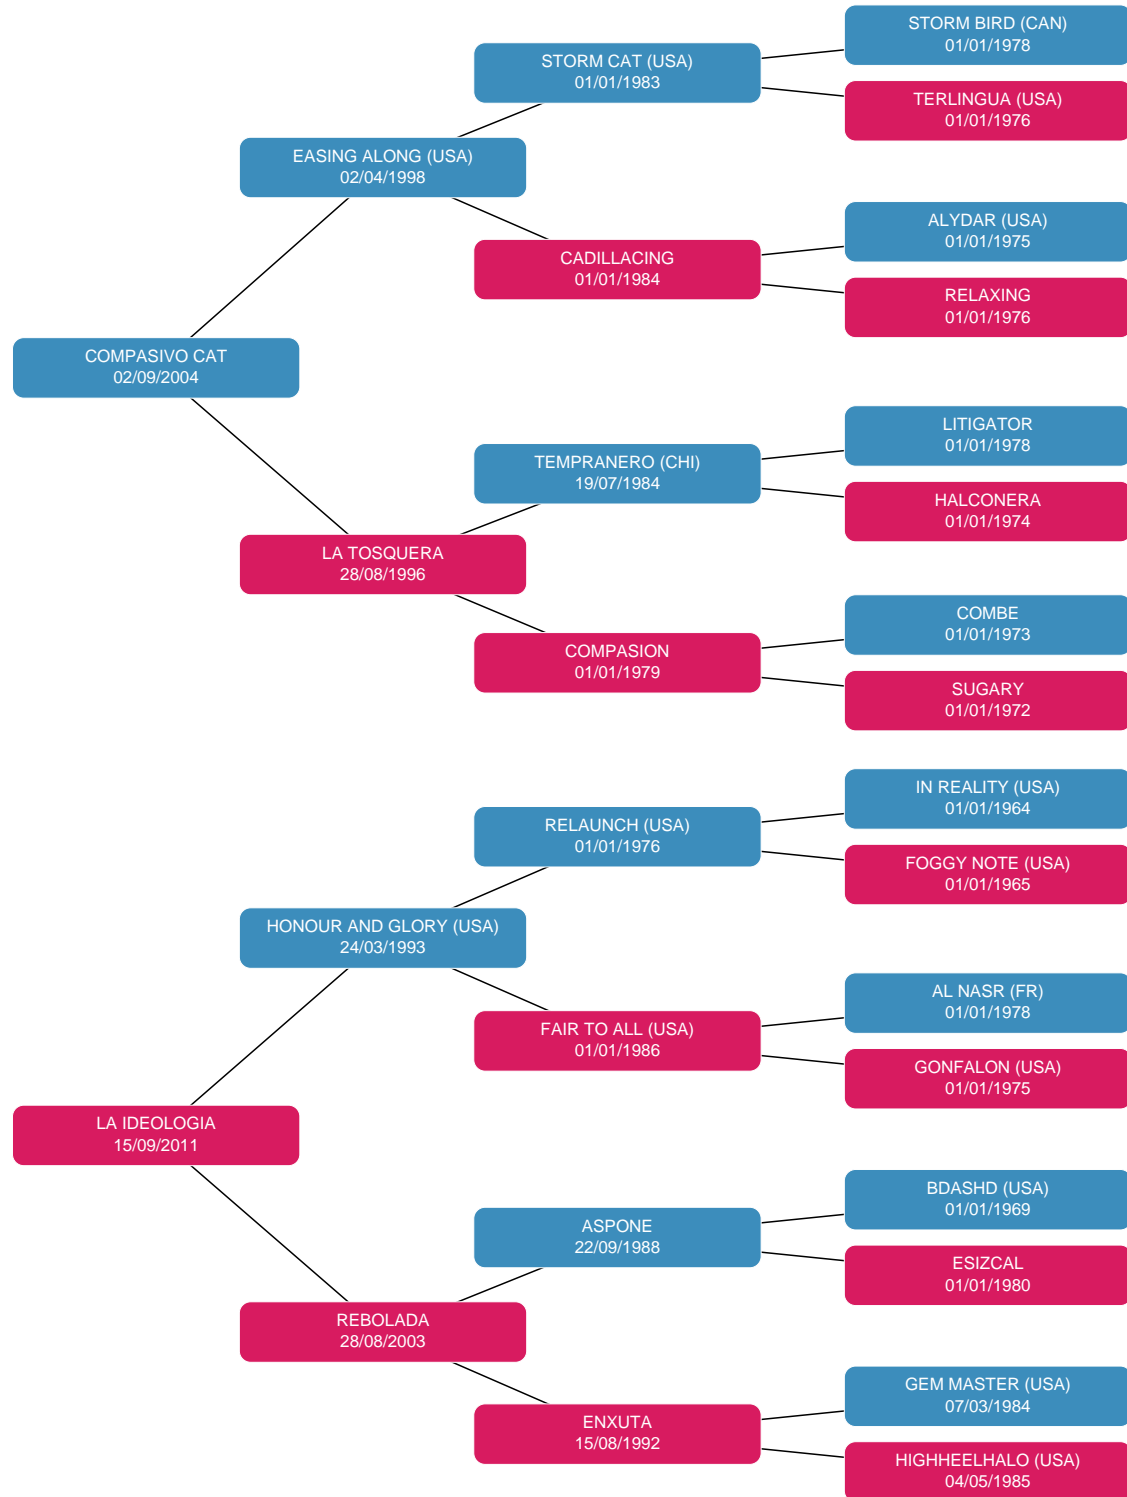 STORM BIRD (CAN)
01/01/1978
STORM CAT (USA)
01/01/1983
TERLINGUA (USA)
01/01/1976
EASING ALONG (USA)
02/04/1998
ALYDAR (USA)
01/01/1975
CADILLACING
01/01/1984
RELAXING
01/01/1976
COMPASIVO CAT
02/09/2004
LITIGATOR
01/01/1978
TEMPRANERO (CHI)
19/07/1984
HALCONERA
01/01/1974
LA TOSQUERA
28/08/1996
COMBE
01/01/1973
COMPASION
01/01/1979
SUGARY
01/01/1972
IN REALITY (USA)
01/01/1964
RELAUNCH (USA)
01/01/1976
FOGGY NOTE (USA)
01/01/1965
HONOUR AND GLORY (USA)
24/03/1993
AL NASR (FR)
01/01/1978
FAIR TO ALL (USA)
01/01/1986
GONFALON (USA)
01/01/1975
LA IDEOLOGIA
15/09/2011
BDASHD (USA)
01/01/1969
ASPONE
22/09/1988
ESIZCAL
01/01/1980
REBOLADA
28/08/2003
GEM MASTER (USA)
07/03/1984
ENXUTA
15/08/1992
HIGHHEELHALO (USA)
04/05/1985